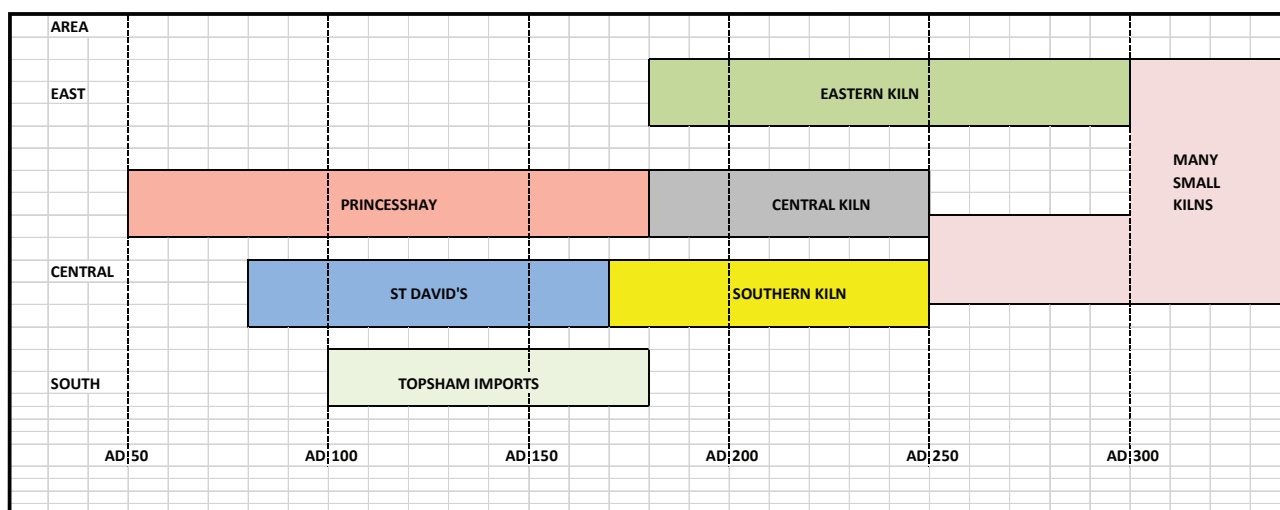 AREA
EAST
EASTERN KILN
MANY
SMALL
KILNS
PRINCESSHAY
CENTRAL KILN
CENTRAL
ST DAVID'S
SOUTHERN KILN
SOUTH
TOPSHAM IMPORTS
AD 50
AD 100
AD 150
AD 200
AD 250
AD 300